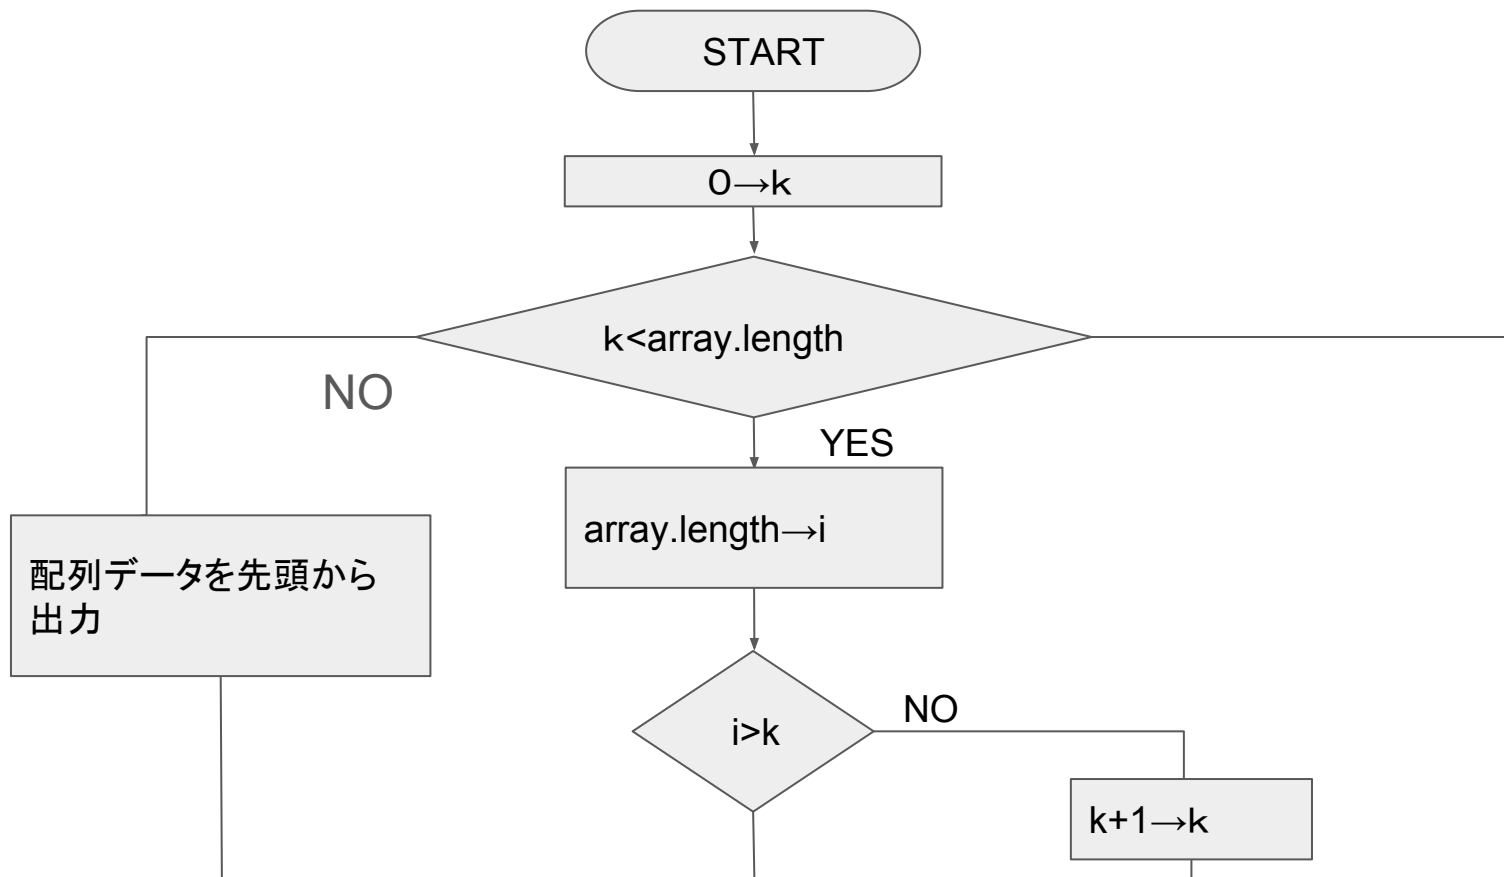 START
0→k
k<array.length
NO
YES
array.length→i
配列データを先頭から
出力
i>k
NO
k+1→k